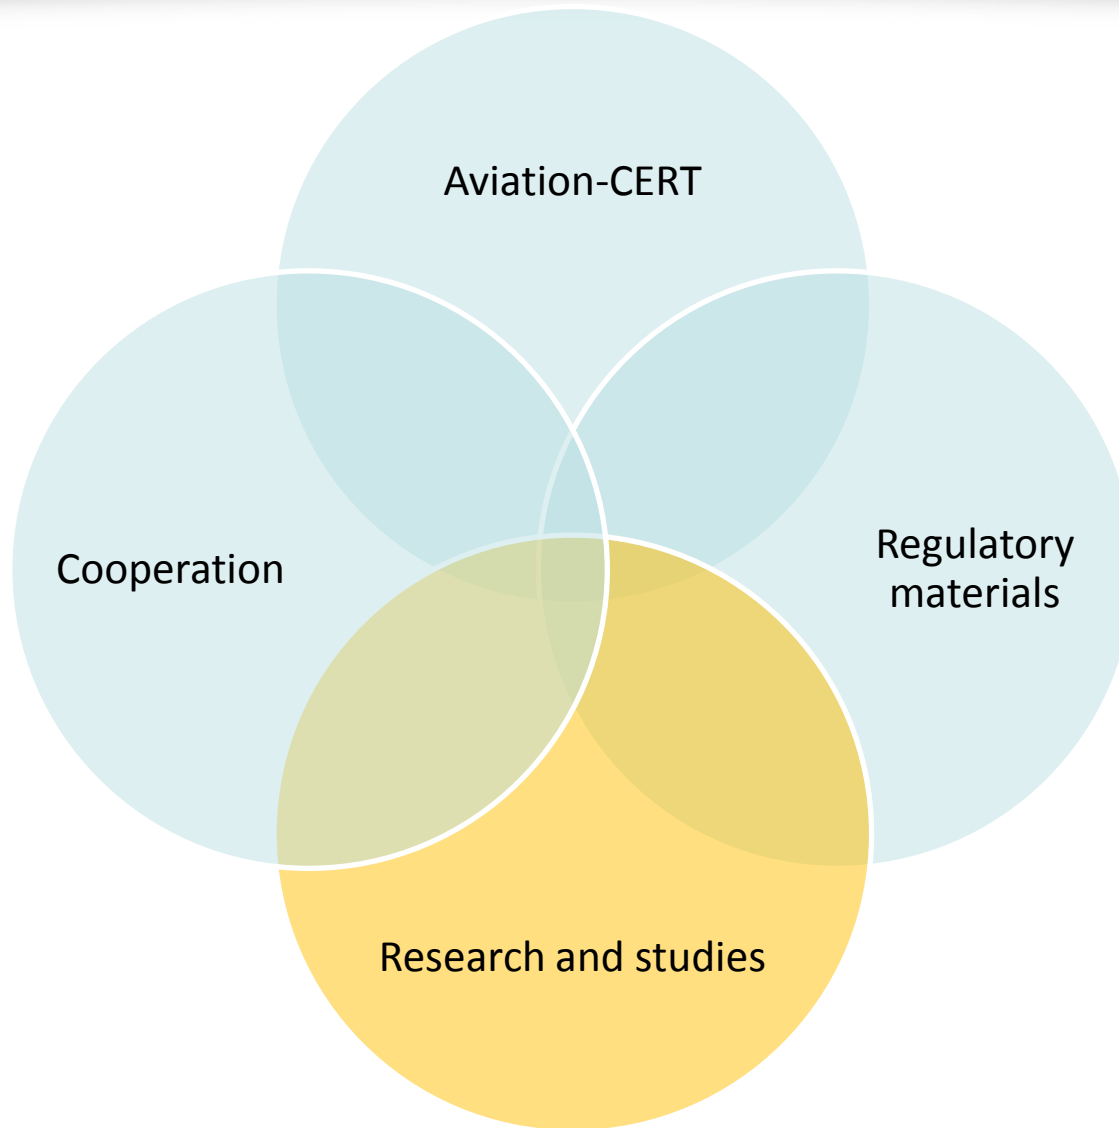 Aviation-CERT
Cooperation
Regulatory
materials
Research and studies